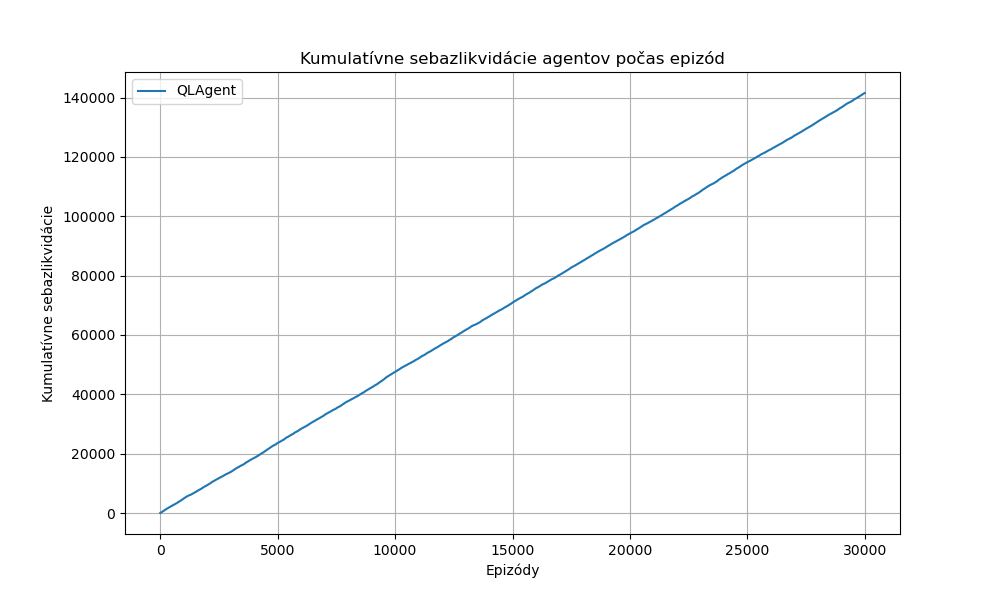 Kumulatívne sebazlikvidácie agentov počas epizód
QLAgent
Kumulatívne sebazlikvidácie
140000
120000
100000
80000
60000
40000
20000
0
0 5000 10000 15000 20000 25000 30000
Epizódy